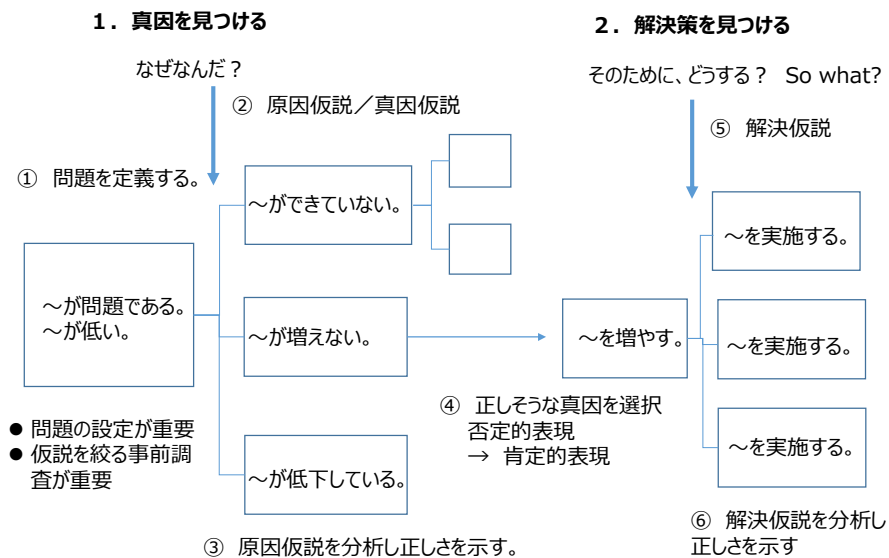 1．真因を見つける
なぜなんだ？
② 原因仮説／真因仮説
① 問題を定義する。
～ができていない。
～が問題である。
～が低い。
～が増えない。
● 問題の設定が重要
● 仮説を絞る事前調
査が重要
～が低下している。
③ 原因仮説を分析し正しさを示す。
2．解決策を見つける
そのために、どうする？ So what?
⑤ 解決仮説
～を実施する。
～を増やす。
～を実施する。
④ 正しそうな真因を選択
否定的表現
→ 肯定的表現
～を実施する。
⑥ 解決仮説を分析し
正しさを示す